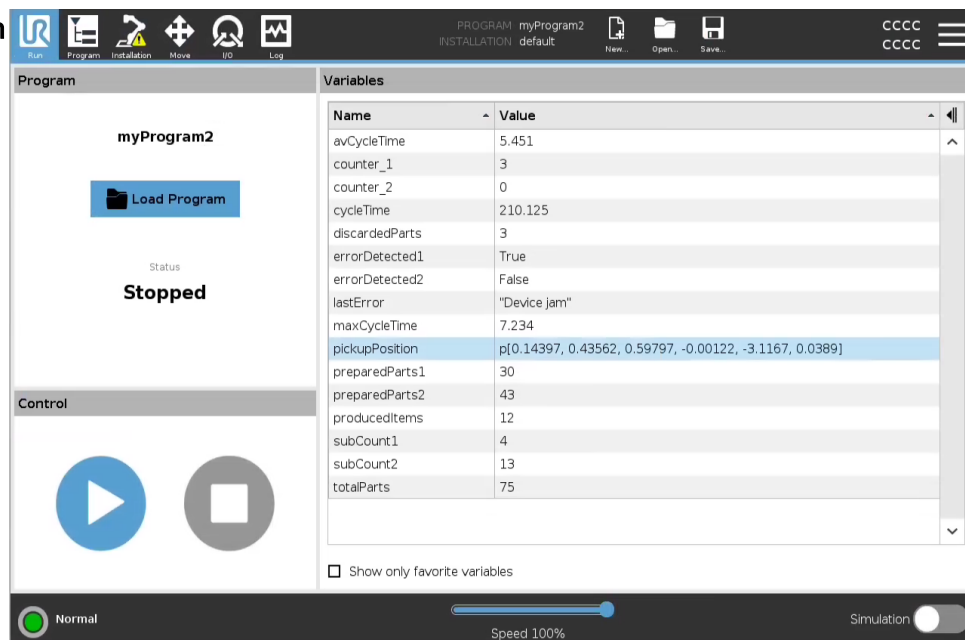 UR
PROGRAM myProgram2
INSTALLATION default
Run
Program
Installation
Move
I/O
Log
New...
Open...
Save...
CCCC
CCCC
Program
myProgram2
Load Program
Status
Stopped
Control
Variables
Name Value
avCycleTime 5.451
counter_1 3
counter_2 0
cycleTime 210.125
discardedParts 3
errorDetected1 True
errorDetected2 False
lastError "Device jam"
maxCycleTime 7.234
pickupPosition p[0.14397, 0.43562, 0.59797, -0.00122, -3.1167, 0.0389]
preparedParts1 30
preparedParts2 43
producedItems 12
subCount1 4
subCount2 13
totalParts 75
Show only favorite variables
Normal
Speed 100%
Simulation